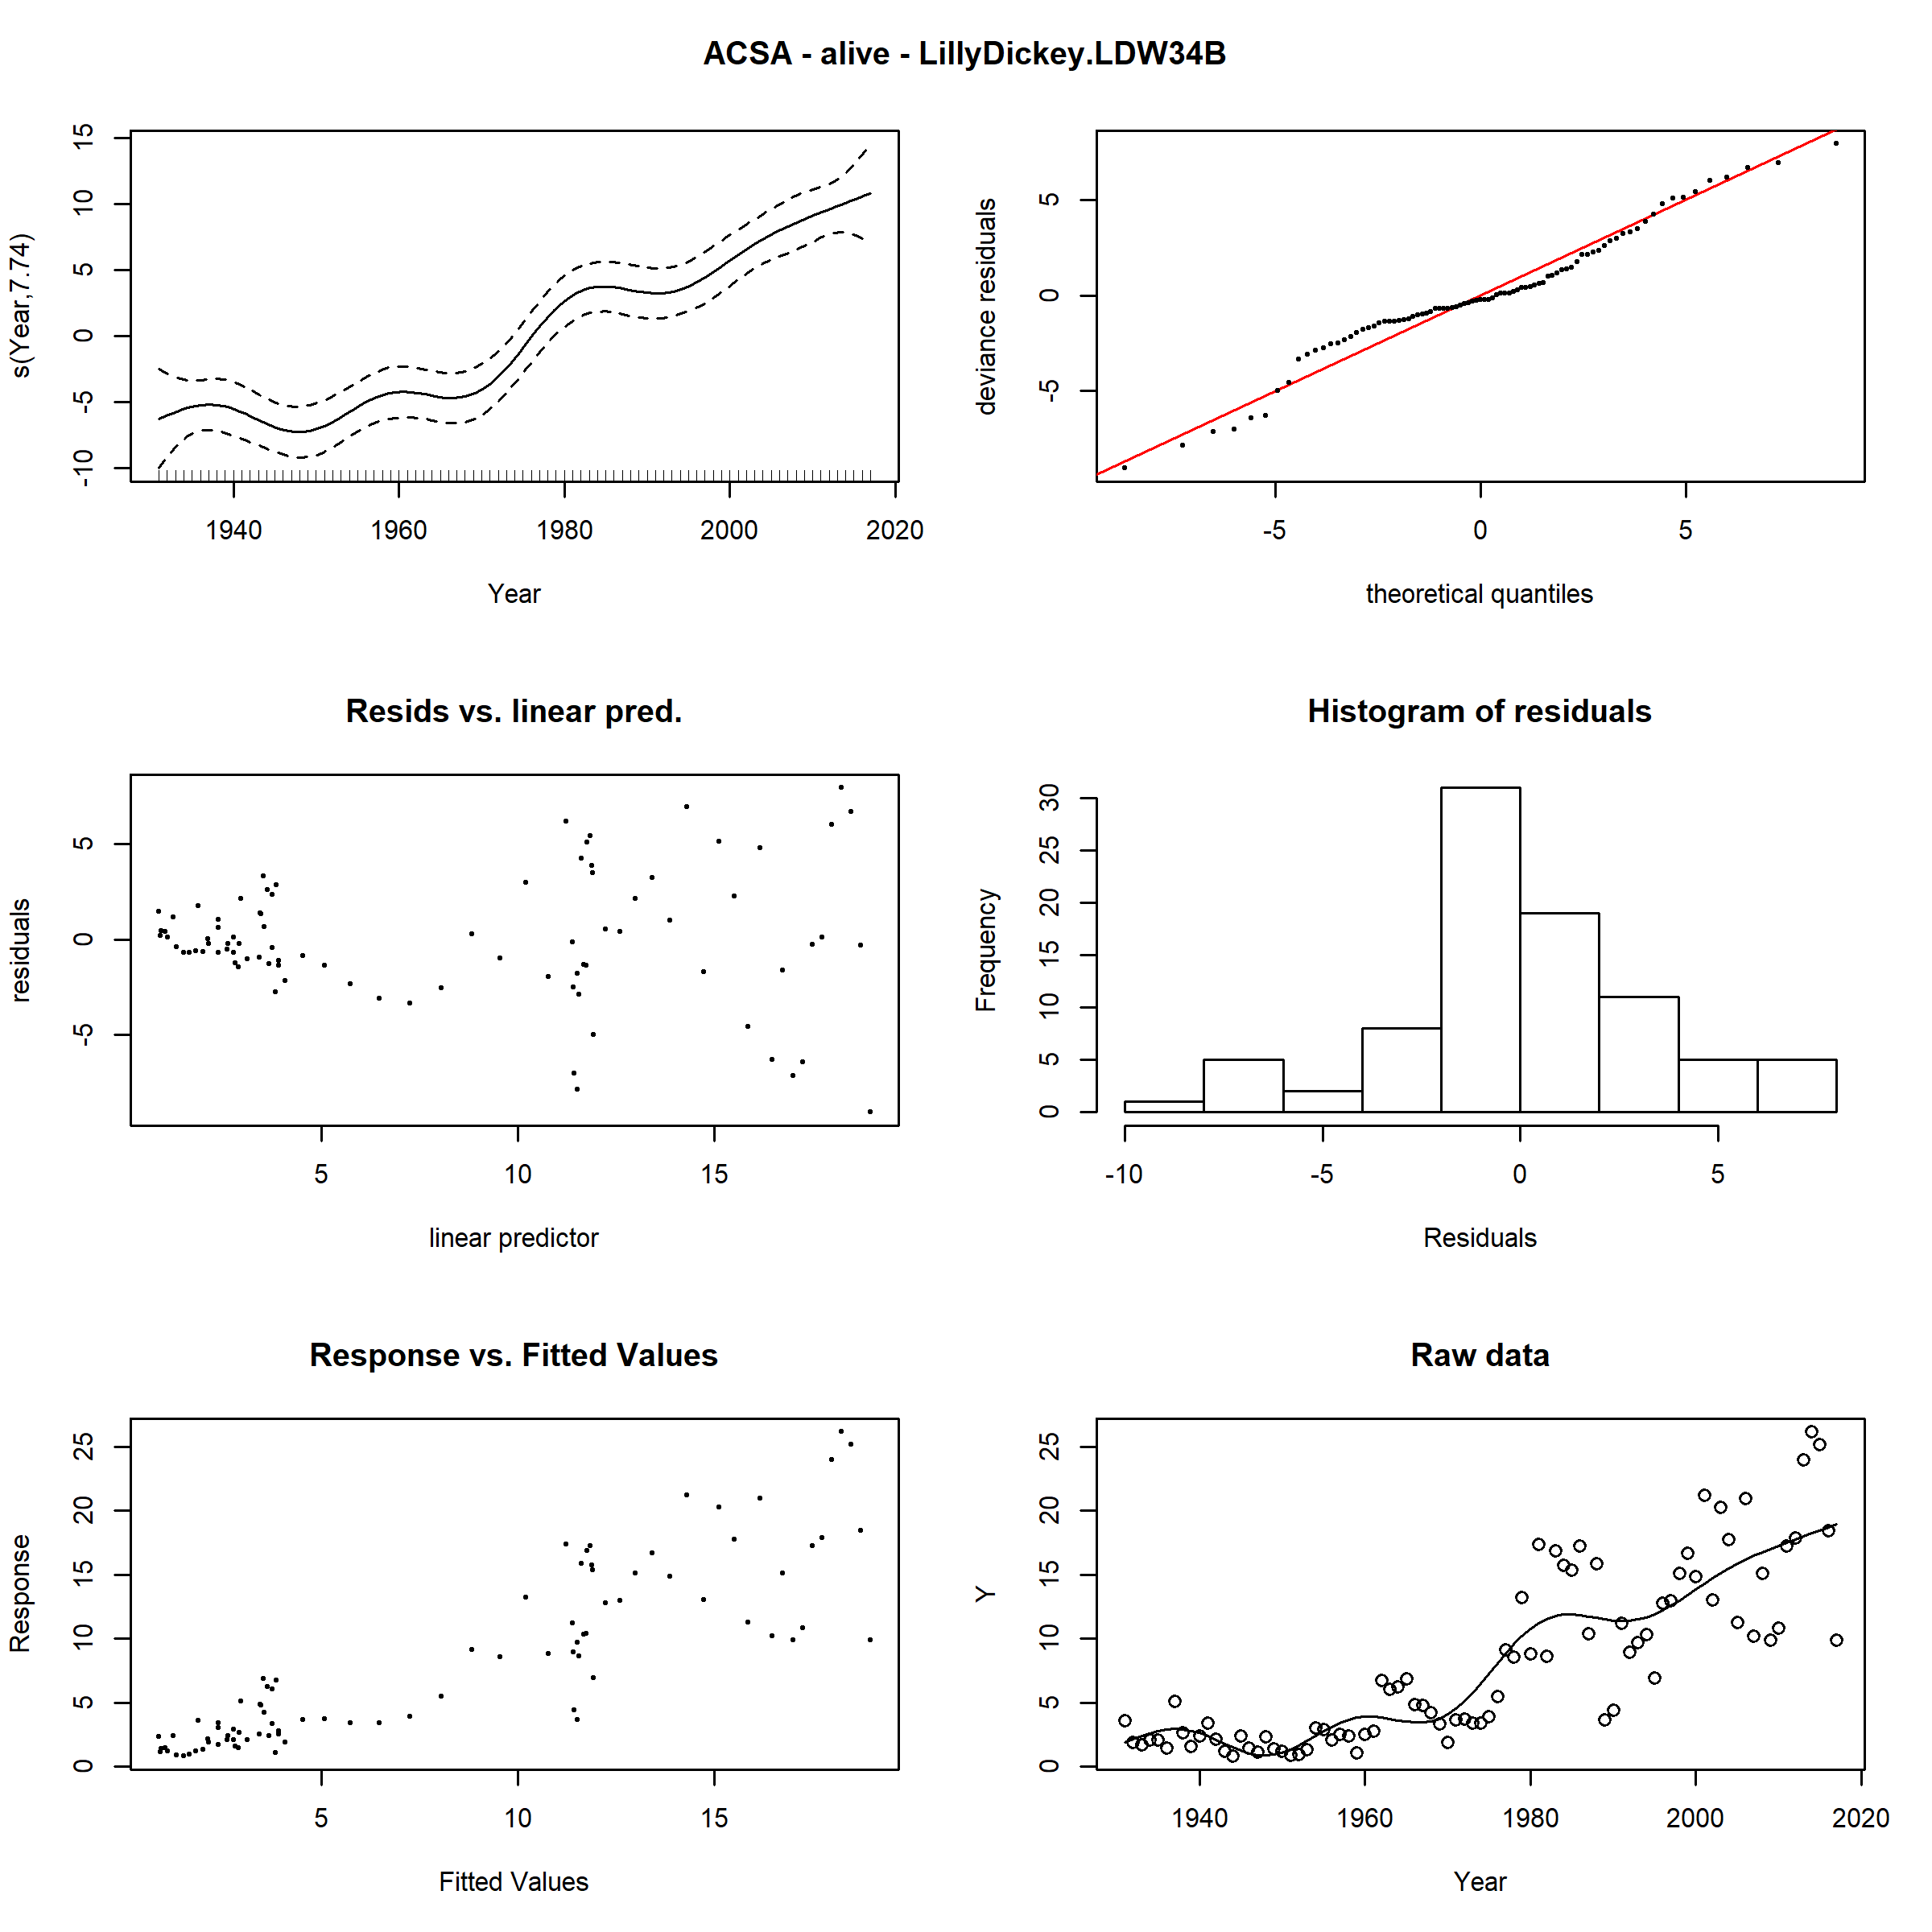 ACSA - alive - LillyDickey.LDW34B
s(Year,7.74)
-10 -5 0 5 10 15
1940 1960 1980 2000 2020
Year
deviance residuals
-5 0 5
-5 0 5
theoretical quantiles
Resids vs. linear pred.
residuals
-5 0 5
5 10 15
linear predictor
Histogram of residuals
Frequency
0 5 10 15 20 25 30
-10 -5 0 5
Residuals
Response vs. Fitted Values
Response
0 5 10 15 20 25
5 10 15
Fitted Values
Raw data
Y
0 5 10 15 20 25
1940 1960 1980 2000 2020
Year